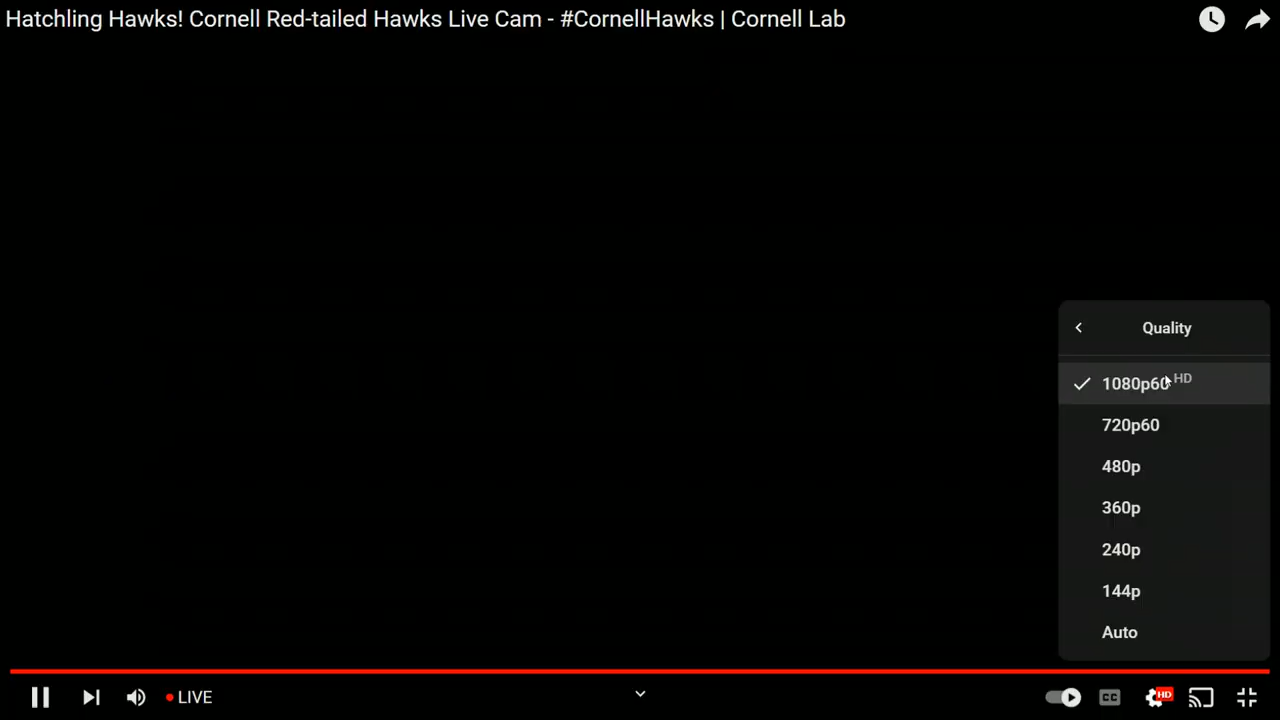 Hatchling Hawks! Cornell Red-tailed Hawks Live Cam - #CornellHawks | Cornell Lab
Quality
1080p60 HD
720p60
480p
360p
240p
144p
Auto
LIVE
CC
HD